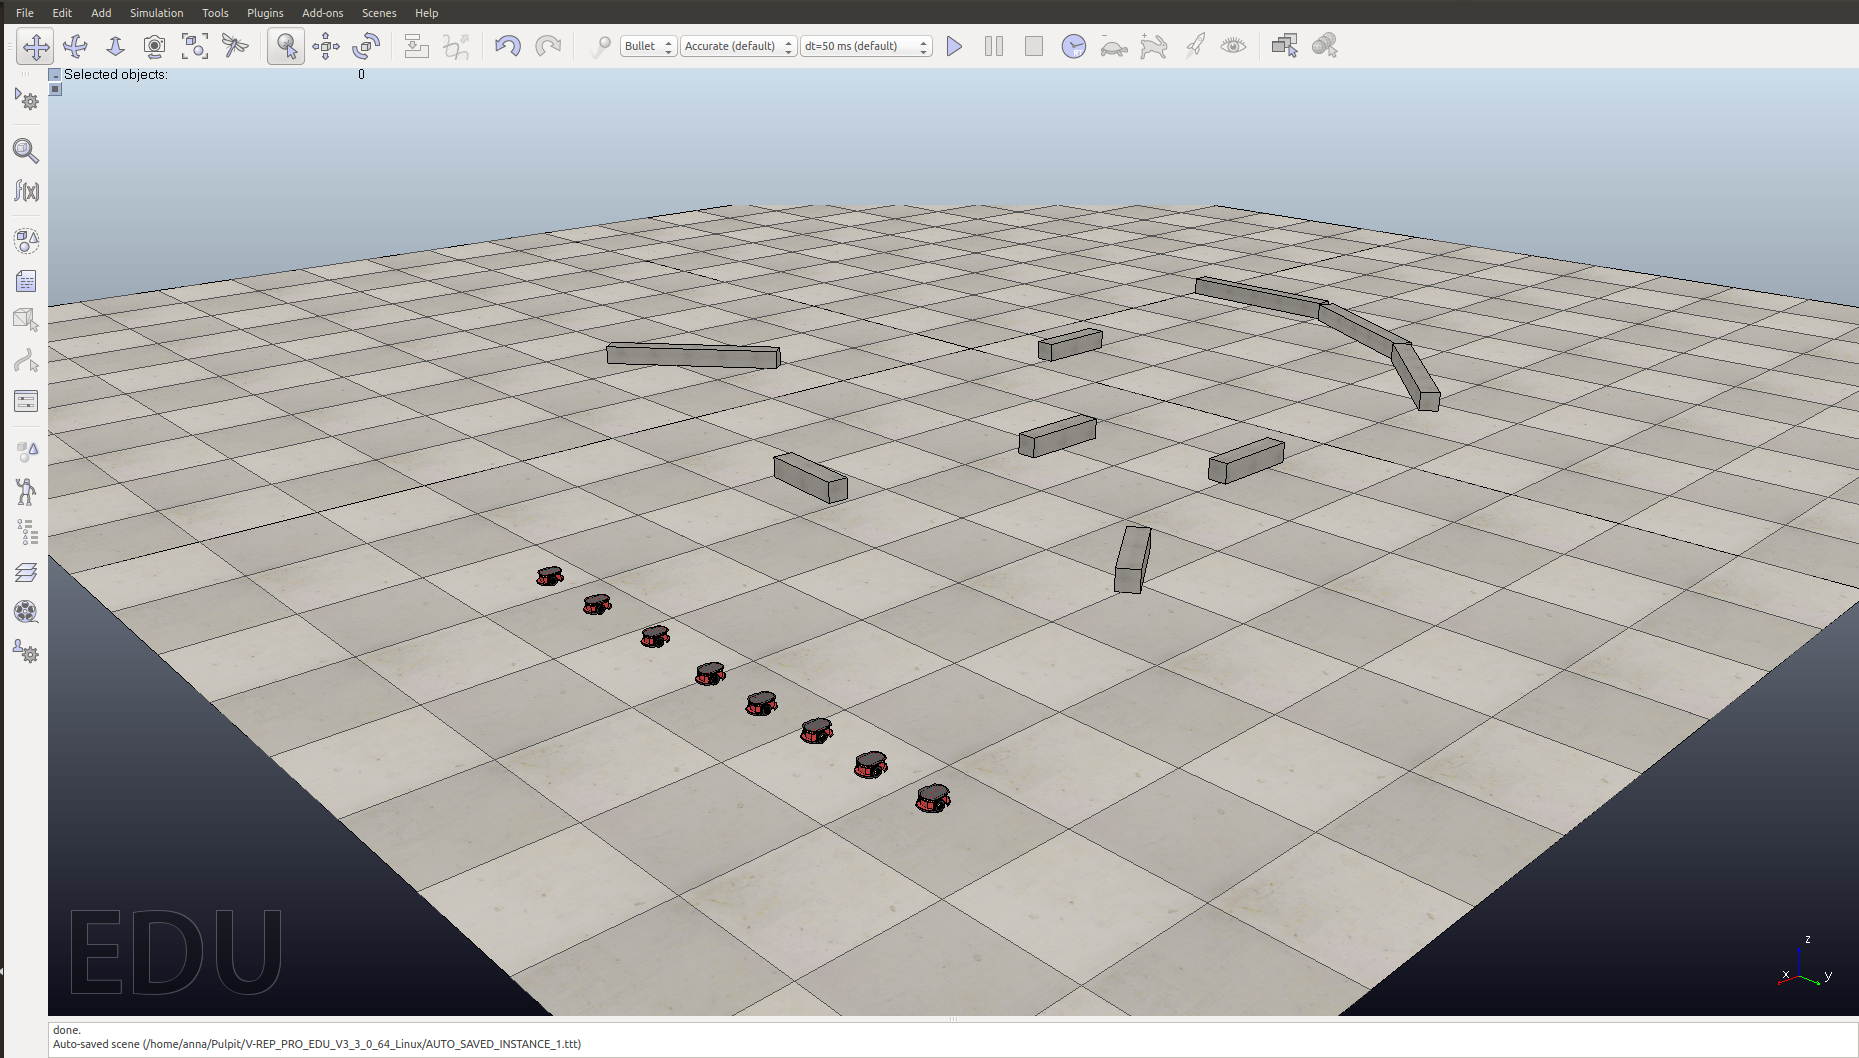 File Edit Add Simulation Tools Plugins Add-ons Scenes Help
Bullet Accurate (default) dt=50 ms (default)
Selected objects: 0
f(x)
EDU
z
x y
done.
Auto-saved scene (/home/anna/Pulpit/V-REP_PRO_EDU_V3_3_0_64_Linux/AUTO_SAVED_INSTANCE_1.ttt)